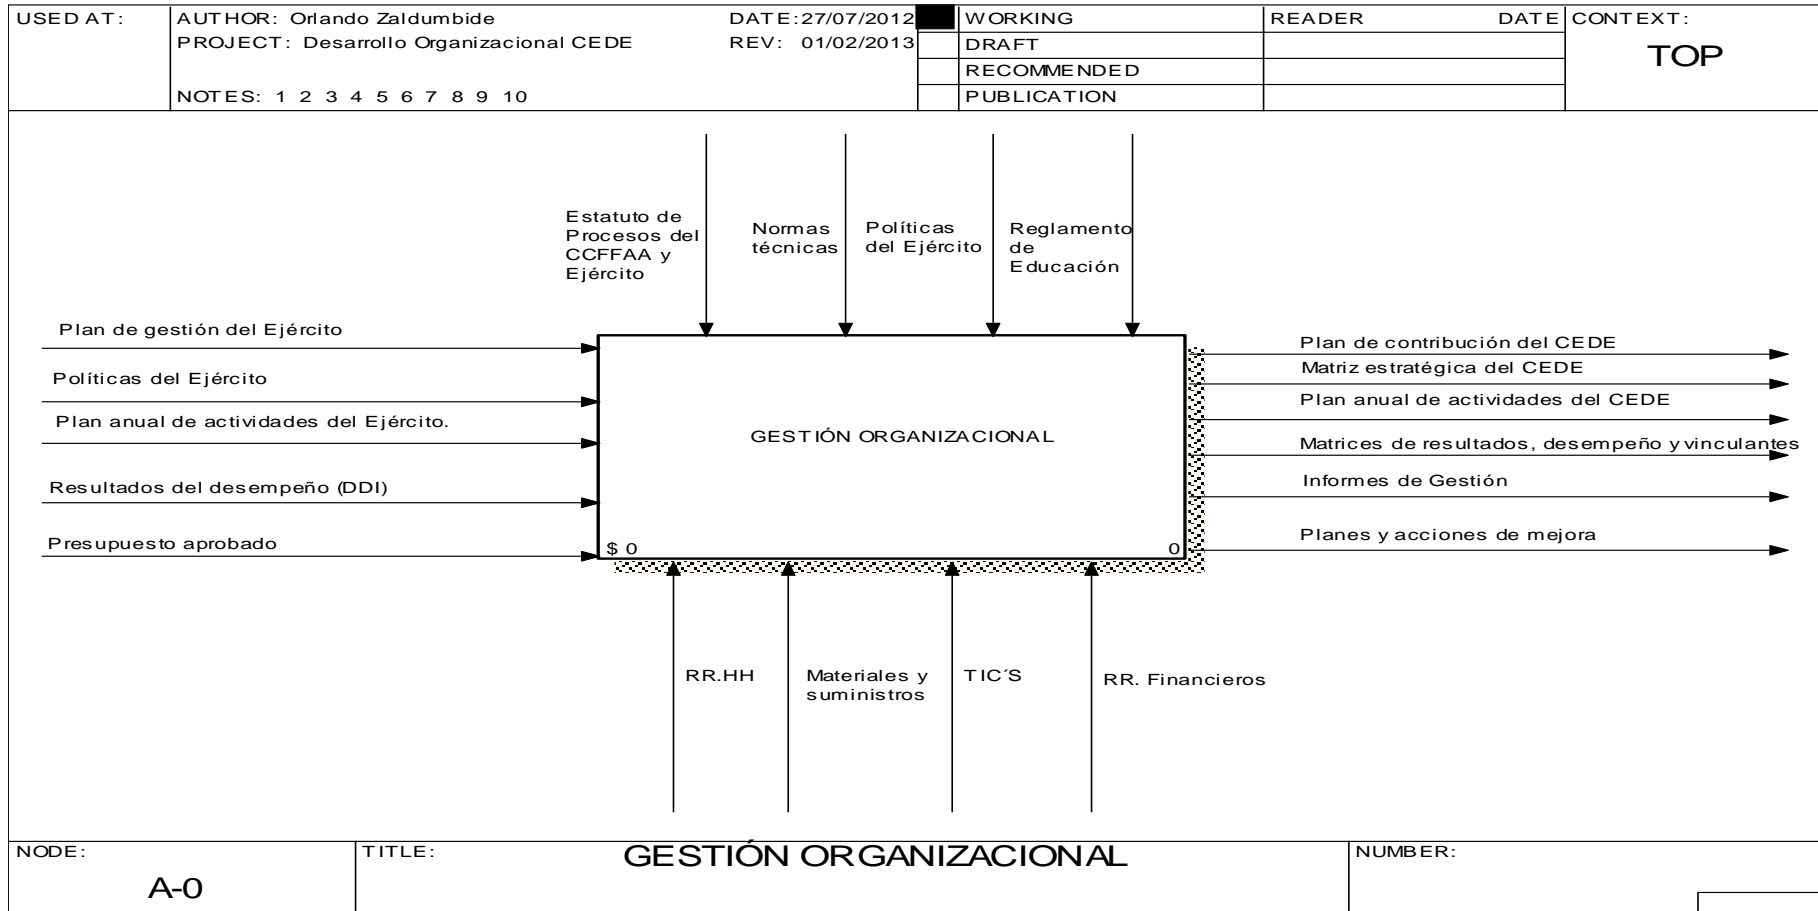 USED AT:
AUTHOR: Orlando Zaldumbide
DATE: 27/07/2012
PROJECT: Desarrollo Organizacional CEDE
REV: 01/02/2013
NOTES: 1 2 3 4 5 6 7 8 9 10
WORKING
DRAFT
RECOMMENDED
PUBLICATION
READER DATE
CONTEXT:
TOP
Estatuto de
Procesos del
CCFFAA y
Ejército
Normas
técnicas
Políticas
del Ejército
Reglamento
de
Educación
Plan de gestión del Ejército
Políticas del Ejército
Plan anual de actividades del Ejército.
Resultados del desempeño (DDI)
Presupuesto aprobado
GESTIÓN ORGANIZACIONAL
$ 0
0
Plan de contribución del CEDE
Matriz estratégica del CEDE
Plan anual de actividades del CEDE
Matrices de resultados, desempeño y vinculantes
Informes de Gestión
Planes y acciones de mejora
RR.HH
Materiales y
suministros
TIC´S
RR. Financieros
NODE:
A-0
TITLE:
GESTIÓN ORGANIZACIONAL
NUMBER: